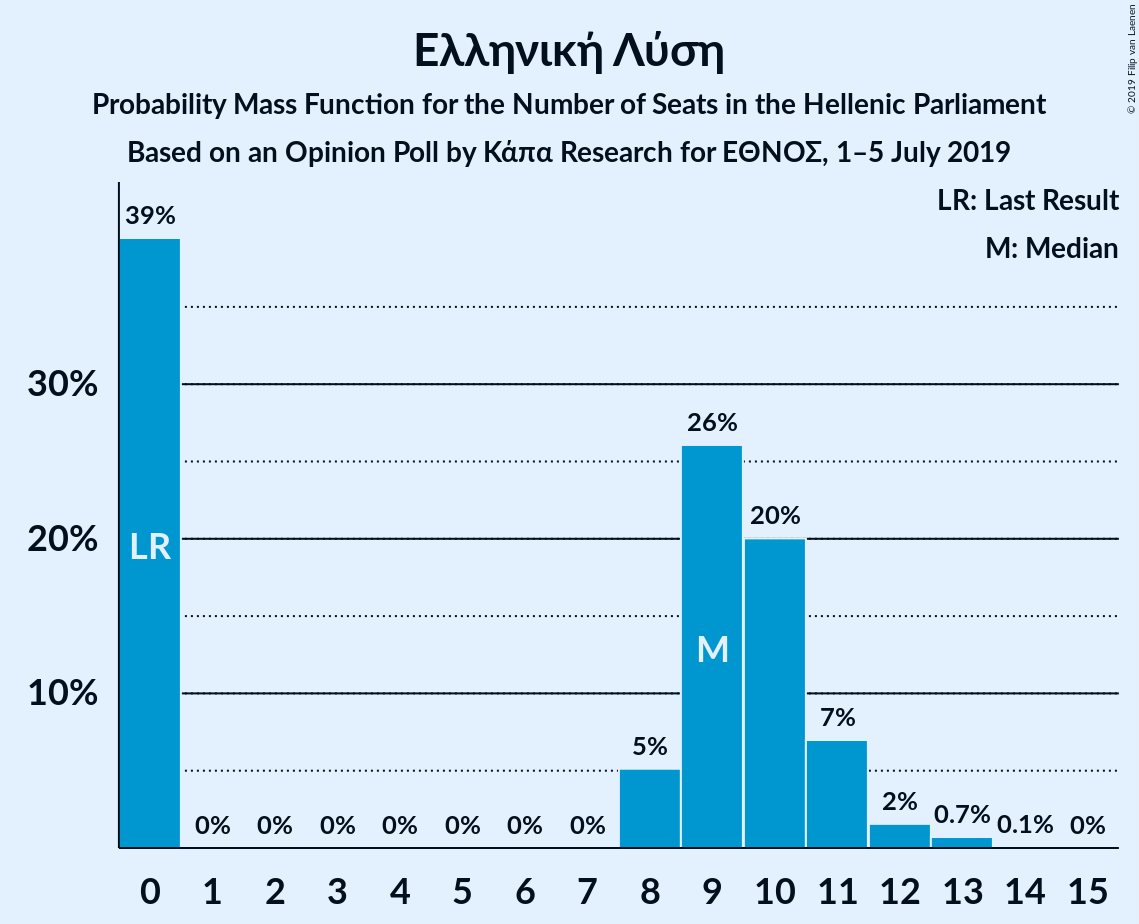 Ελληνική Λύση
Probability Mass Function for the Number of Seats in the Hellenic Parliament
Based on an Opinion Poll by Κάπα Research for ΕΘΝΟΣ, 1–5 July 2019
© 2019 Filip van Laenen
LR: Last Result
M: Median
39%
30%
26%
20%
20%
LR
M
10%
7%
5%
2%
0% 0% 0% 0% 0% 0% 0% 0.7% 0.1% 0%
0 1 2 3 4 5 6 7 8 9 10 11 12 13 14 15